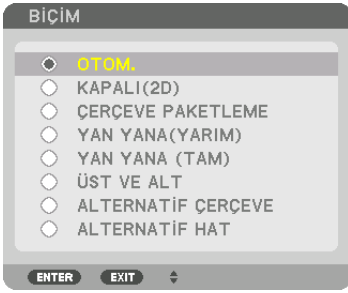 BİÇİM
OTOM.
KAPALI(2D)
ÇERÇEVE PAKETLEME
YAN YANA(YARIM)
YAN YANA (TAM)
ÜST VE ALT
ALTERNATİF ÇERÇEVE
ALTERNATİF HAT
ENTER EXIT